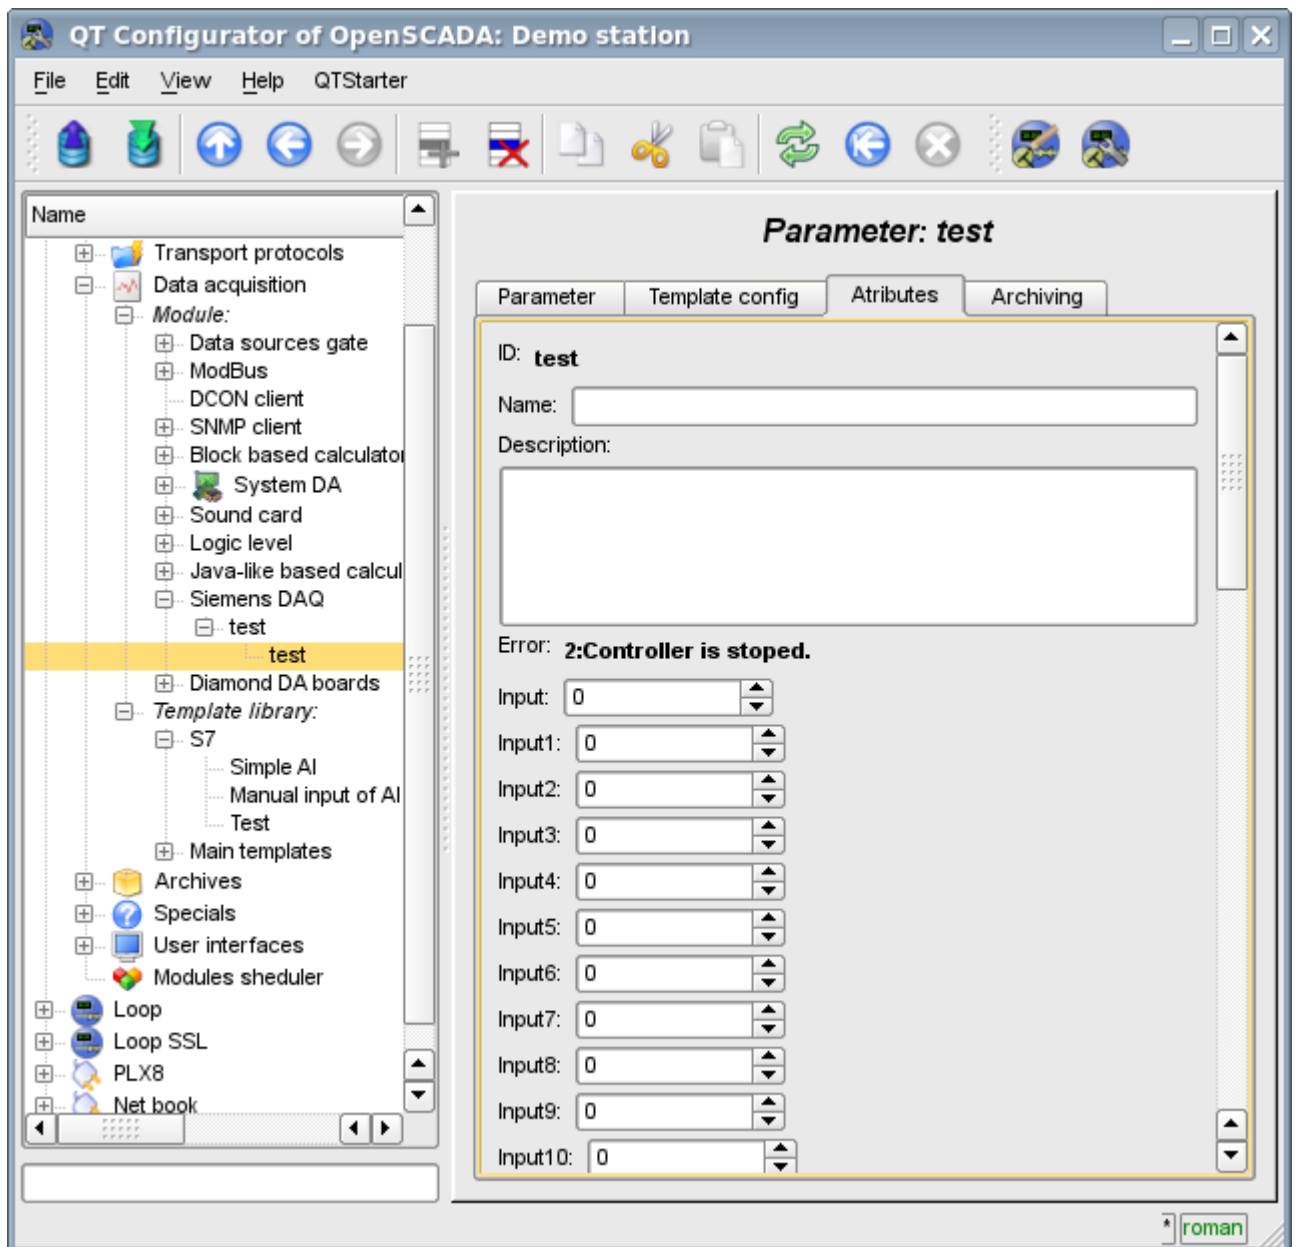 QT Configurator of OpenSCADA: Demo station
File Edit View Help QTStarter
Name
Transport protocols
Data acquisition
Module:
Data sources gate
ModBus
DCON client
SNMP client
Block based calculator
System DA
Sound card
Logic level
Java-like based calcul
Siemens DAQ
test
test
Diamond DA boards
Template library:
S7
Simple AI
Manual input of AI
Test
Main templates
Archives
Specials
User interfaces
Modules sheduler
Loop
Loop SSL
PLX8
Net book
Parameter: test
Parameter Template config Atributes Archiving
ID: test
Name:
Description:
Error: 2:Controller is stoped.
Input: 0
Input1: 0
Input2: 0
Input3: 0
Input4: 0
Input5: 0
Input6: 0
Input7: 0
Input8: 0
Input9: 0
Input10: 0
* roman